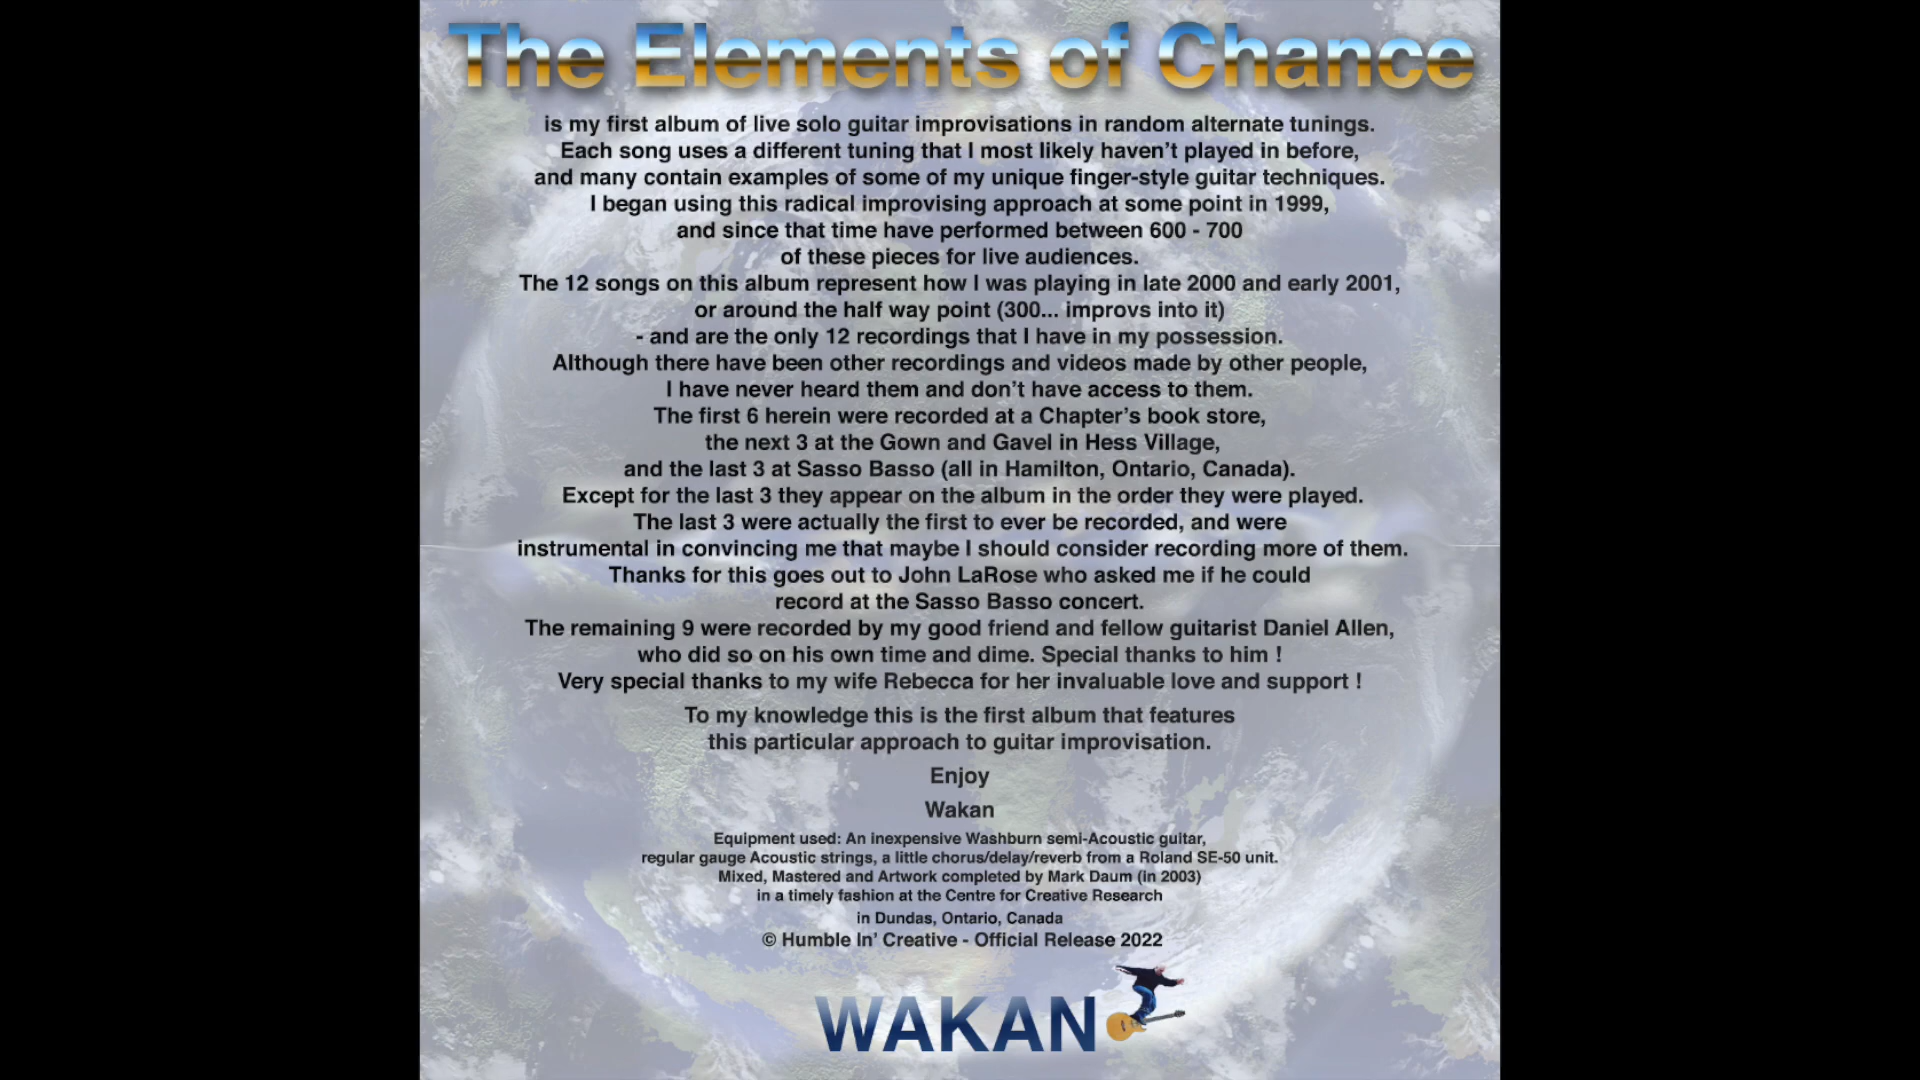 The Elements of Chance
is my first album of live solo guitar improvisations in random alternate tunings.
Each song uses a different tuning that I most likely haven't played in before,
and many contain examples of some of my unique finger-style guitar techniques.
I began using this radical improvising approach at some point in 1999,
and since that time have performed between 600 - 700
of these pieces for live audiences.
The 12 songs on this album represent how I was playing in late 2000 and early 2001,
or around the half way point (300... improvs into it)
- and are the only 12 recordings that I have in my possession.
Although there have been other recordings and videos made by other people,
I have never heard them and don't have access to them.
The first 6 herein were recorded at a Chapter's book store,
the next 3 at the Gown and Gavel in Hess Village,
and the last 3 at Sasso Basso (all in Hamilton, Ontario, Canada).
Except for the last 3 they appear on the album in the order they were played.
The last 3 were actually the first to ever be recorded, and were
instrumental in convincing me that maybe I should consider recording more of them.
Thanks for this goes out to John LaRose who asked me if he could
record at the Sasso Basso concert.
The remaining 9 were recorded by my good friend and fellow guitarist Daniel Allen,
who did so on his own time and dime. Special thanks to him !
Very special thanks to my wife Rebecca for her invaluable love and support !
To my knowledge this is the first album that features
this particular approach to guitar improvisation.
Enjoy
Wakan
Equipment used: An inexpensive Washburn semi-Acoustic guitar,
regular gauge Acoustic strings, a little chorus/delay/reverb from a Roland SE-50 unit.
Mixed, Mastered and Artwork completed by Mark Daum (in 2003)
in a timely fashion at the Centre for Creative Research
in Dundas, Ontario, Canada
© Humble In' Creative - Official Release 2022
WAKAN